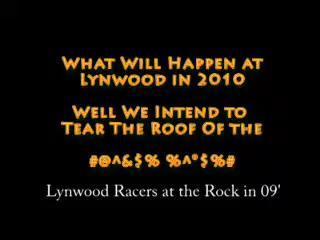 What Will Happen at
Lynwood in 2010
Well We Intend to
Tear The Roof Of the
#@^&$% %^*$%#
Lynwood Racers at the Rock in 09'